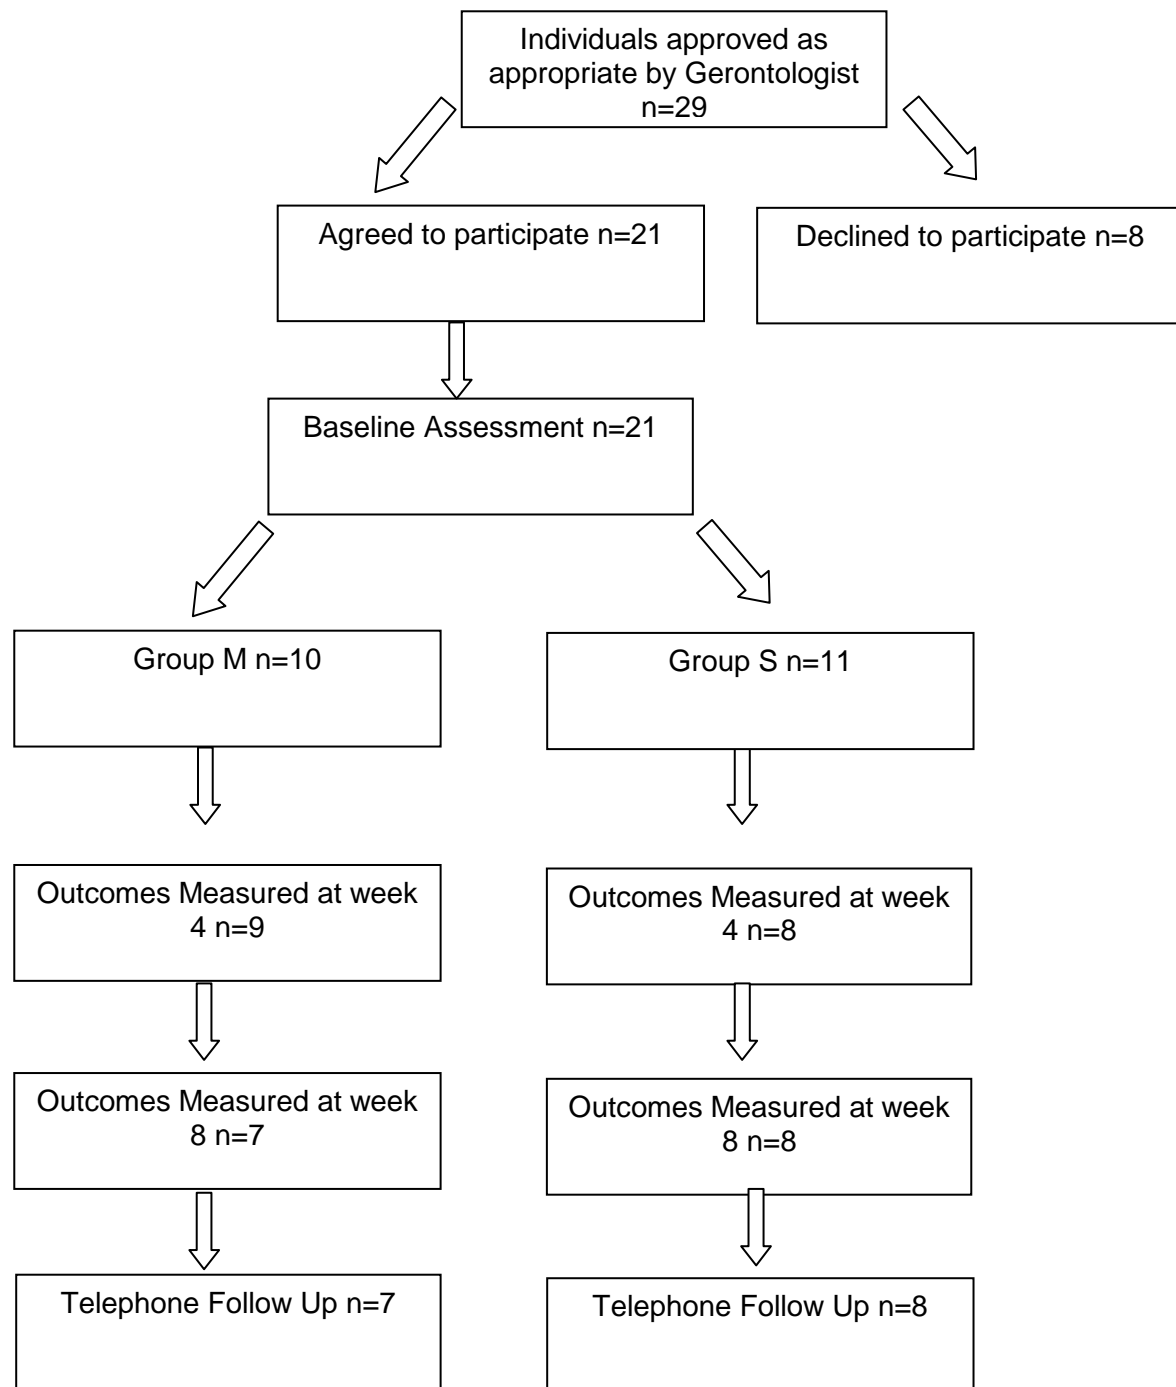 Individuals approved as
appropriate by Gerontologist
n=29
Agreed to participate n=21
Declined to participate n=8
Baseline Assessment n=21
Group M n=10
Group S n=11
Outcomes Measured at week
4 n=9
Outcomes Measured at week
4 n=8
Outcomes Measured at week
8 n=7
Outcomes Measured at week
8 n=8
Telephone Follow Up n=7
Telephone Follow Up n=8